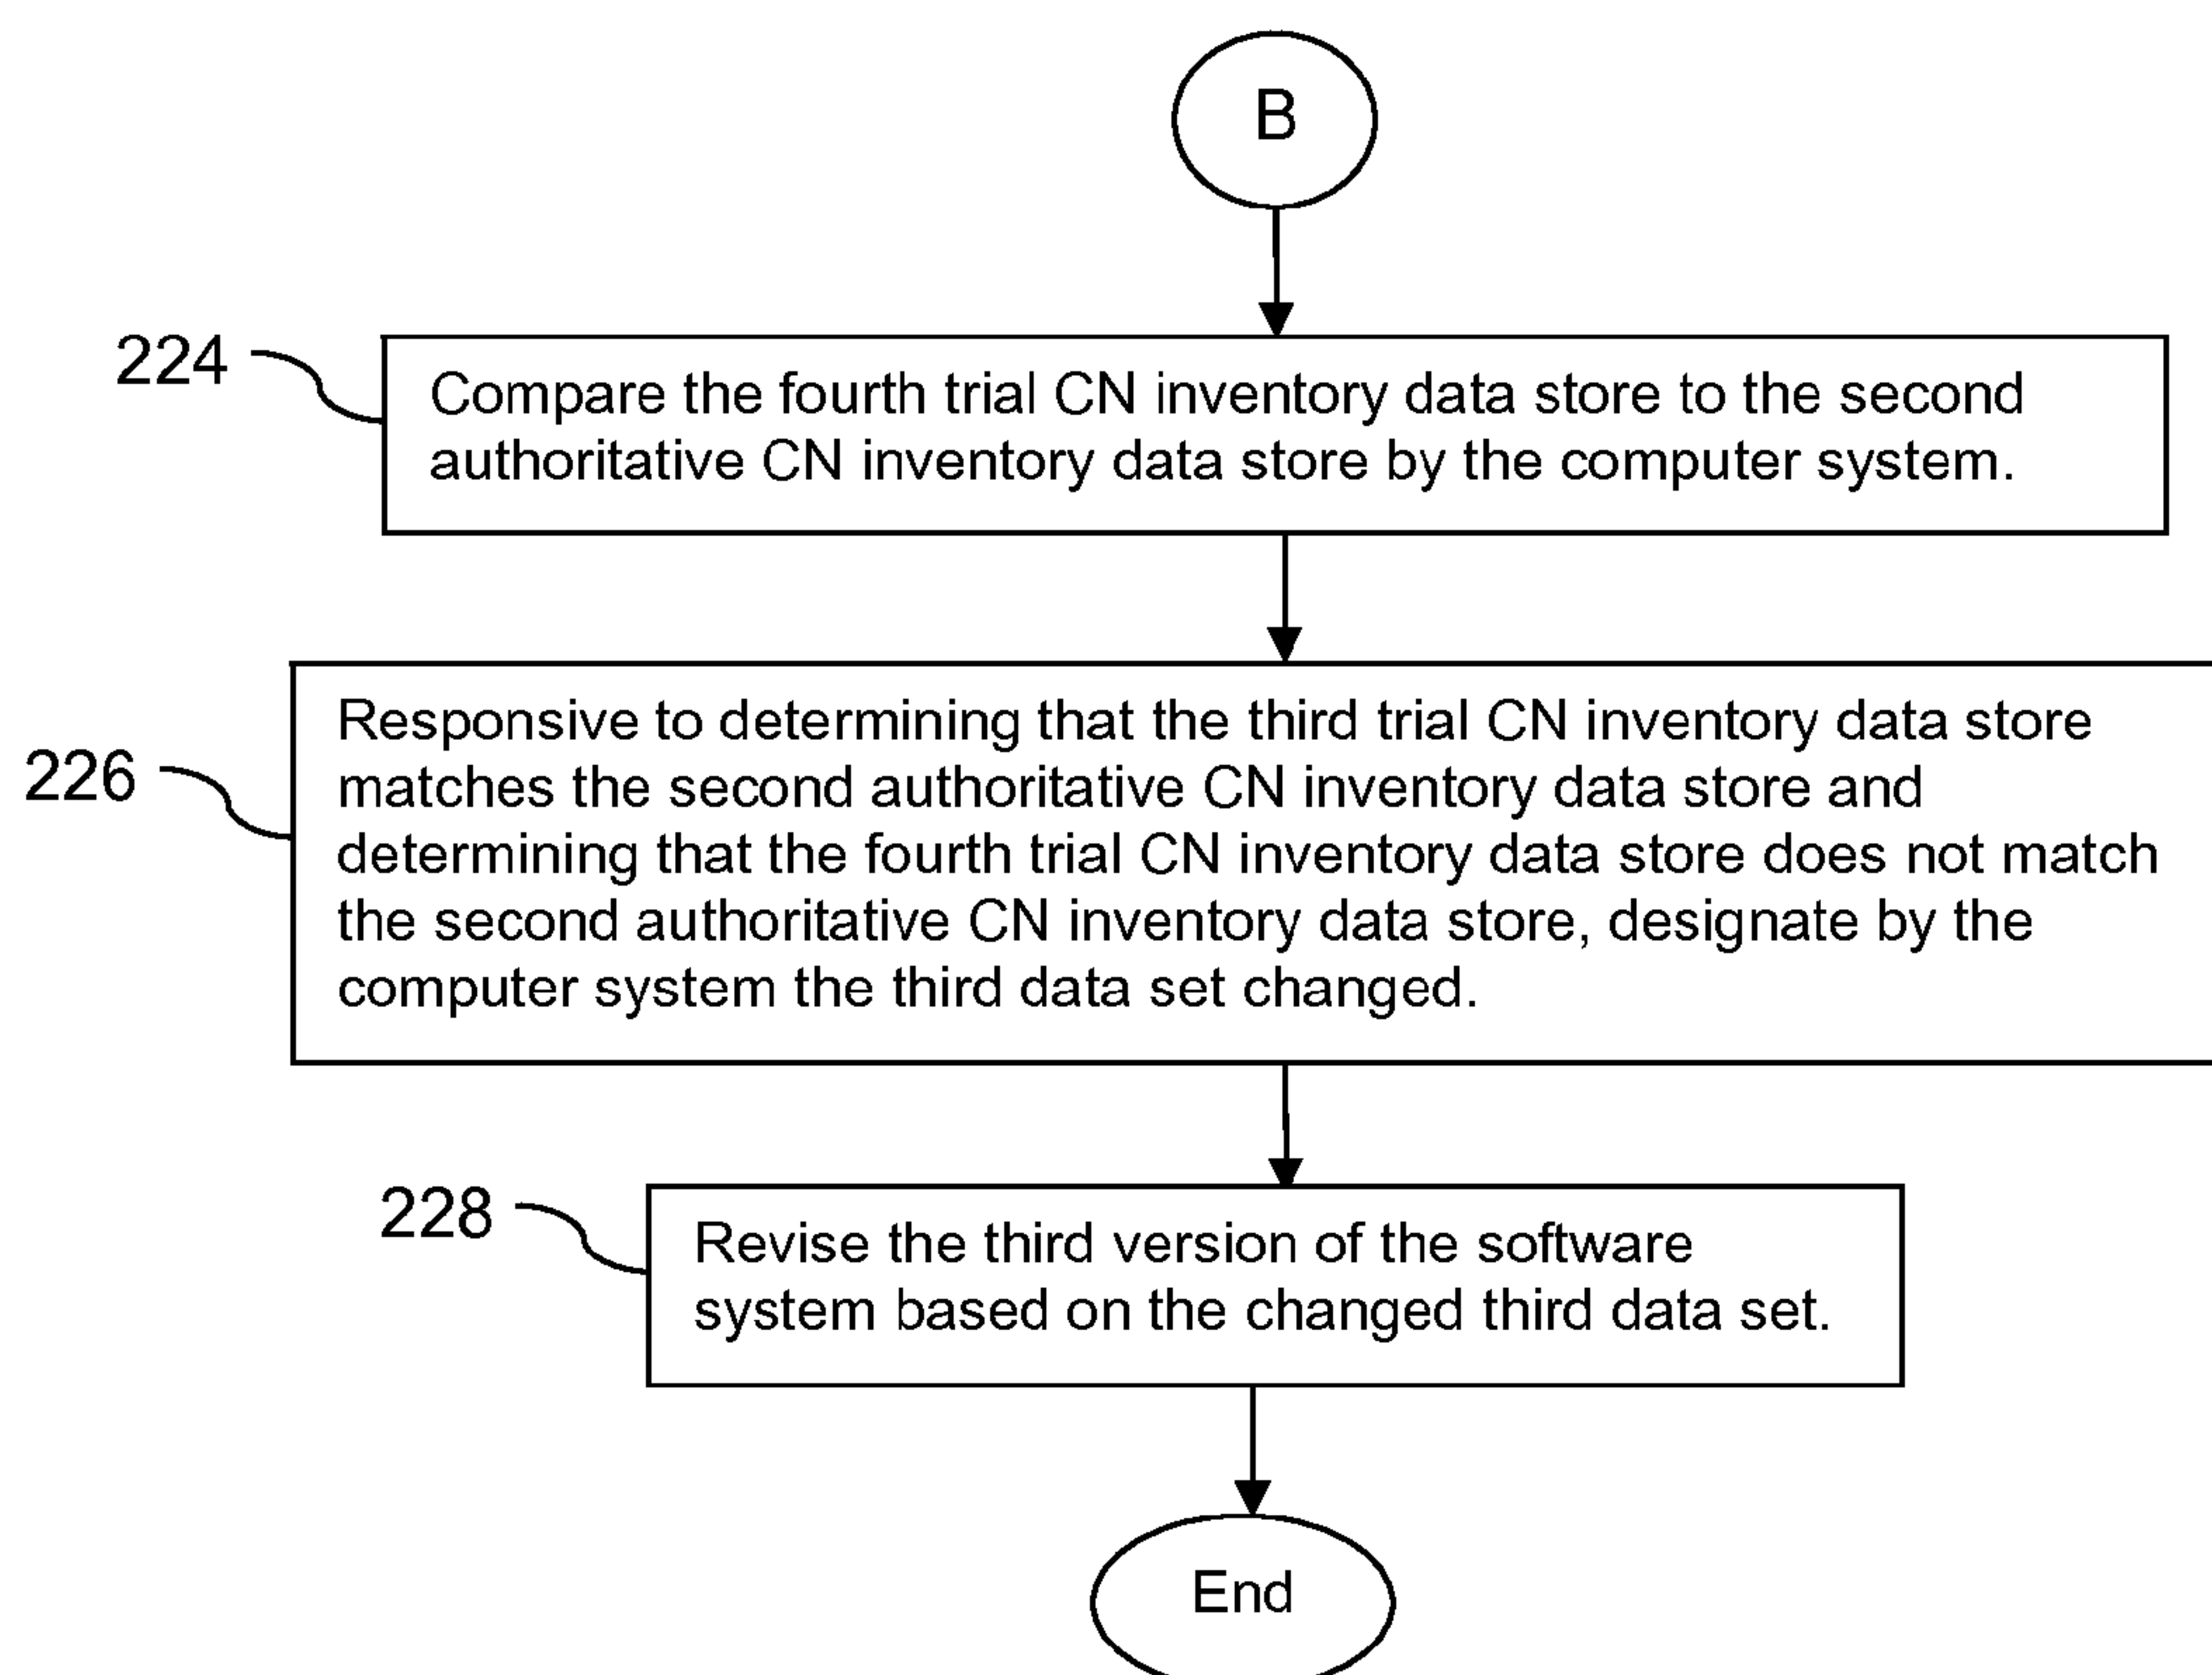 B
224
Compare the fourth trial CN inventory data store to the second
authoritative CN inventory data store by the computer system.
226
Responsive to determining that the third trial CN inventory data store
matches the second authoritative CN inventory data store and
determining that the fourth trial CN inventory data store does not match
the second authoritative CN inventory data store, designate by the
computer system the third data set changed.
228
Revise the third version of the software
system based on the changed third data set.
End